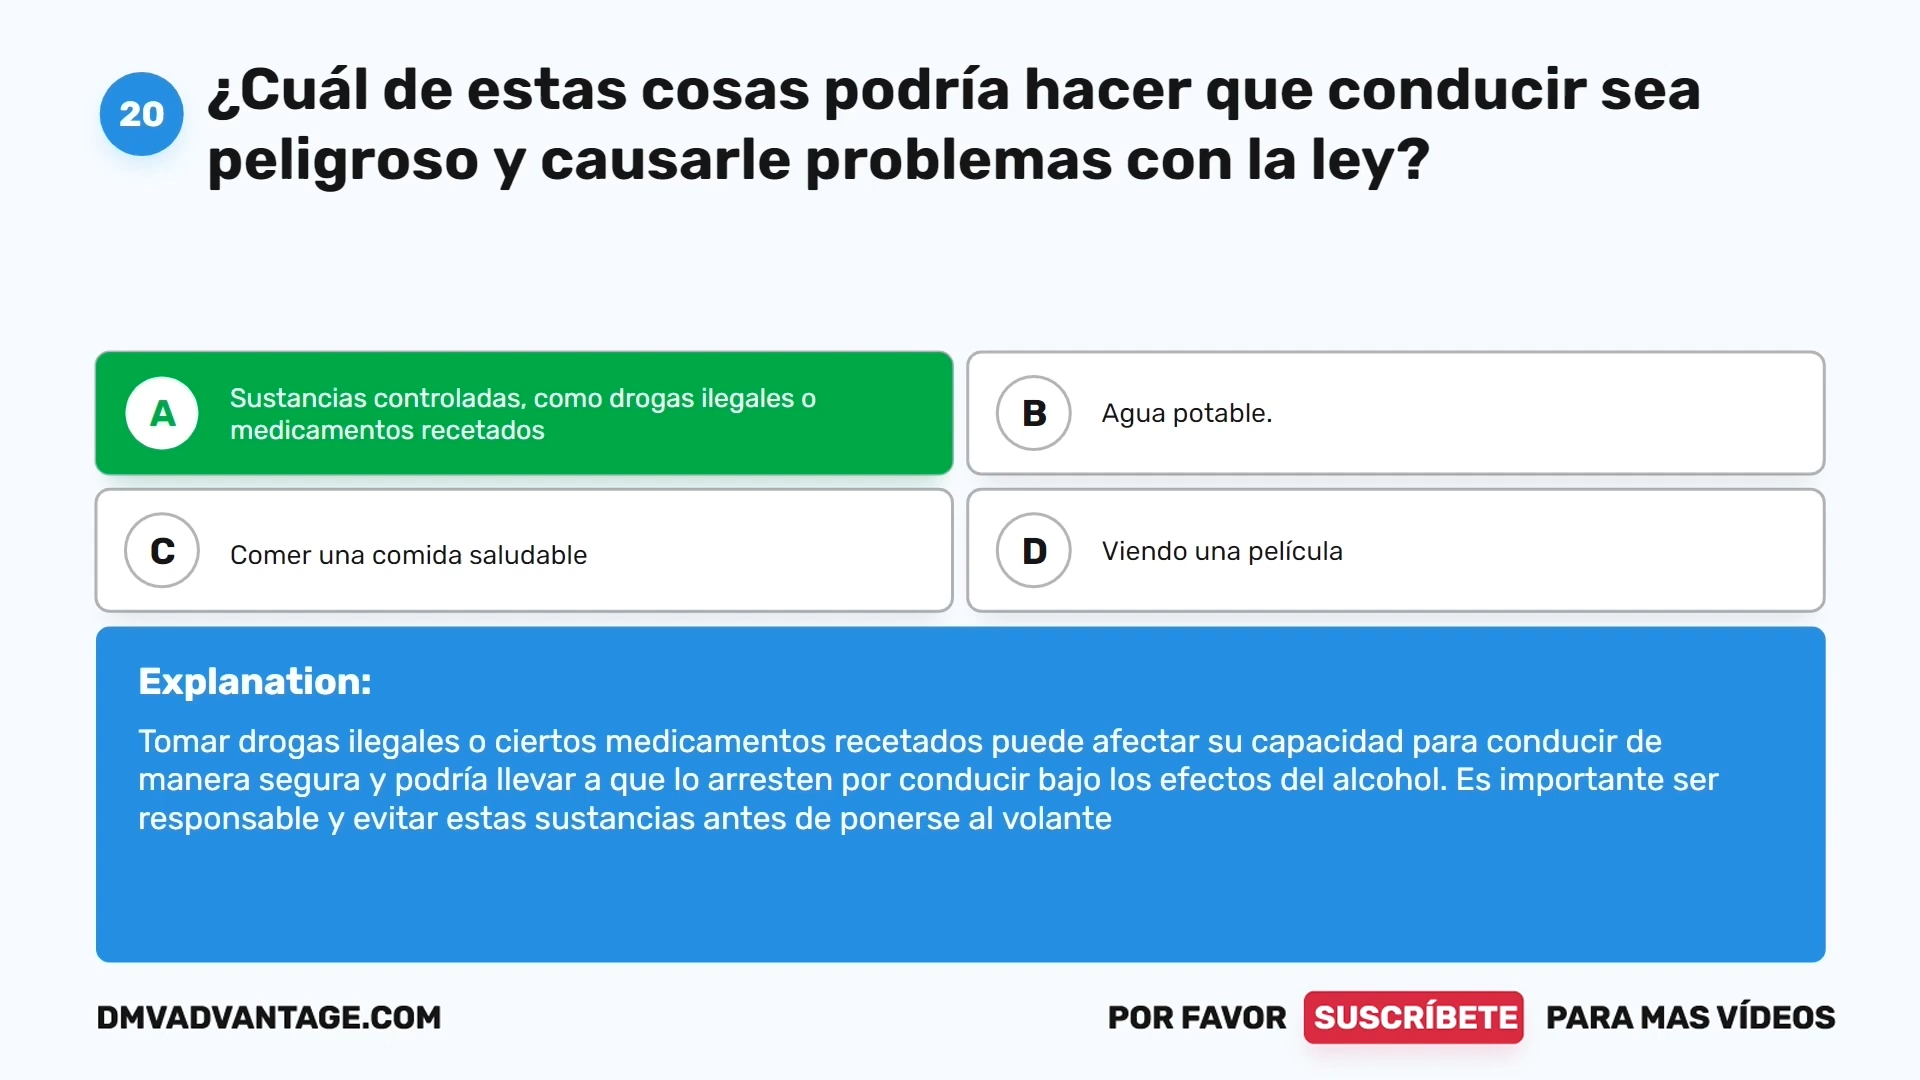 20
¿Cuál de estas cosas podría hacer que conducir sea
peligroso y causarle problemas con la ley?
A
Sustancias controladas, como drogas ilegales o
medicamentos recetados
B
Agua potable.
C
Comer una comida saludable
D
Viendo una película
Explanation:
Tomar drogas ilegales o ciertos medicamentos recetados puede afectar su capacidad para conducir de
manera segura y podría llevar a que lo arresten por conducir bajo los efectos del alcohol. Es importante ser
responsable y evitar estas sustancias antes de ponerse al volante
DMVADVANTAGE.COM
POR FAVOR SUSCRÍBETE PARA MAS VÍDEOS